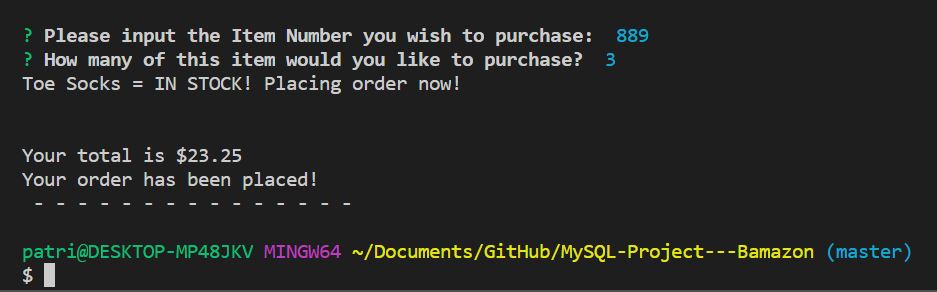 ? Please input the Item Number you wish to purchase:  889
? How many of this item would you like to purchase?  3
Toe Socks = IN STOCK! Placing order now!
Your total is $23.25
Your order has been placed!
- - - - - - - - - - - - - - -
patri@DESKTOP-MP48JKV MINGW64 ~/Documents/GitHub/MySQL-Project---Bamazon (master)
$